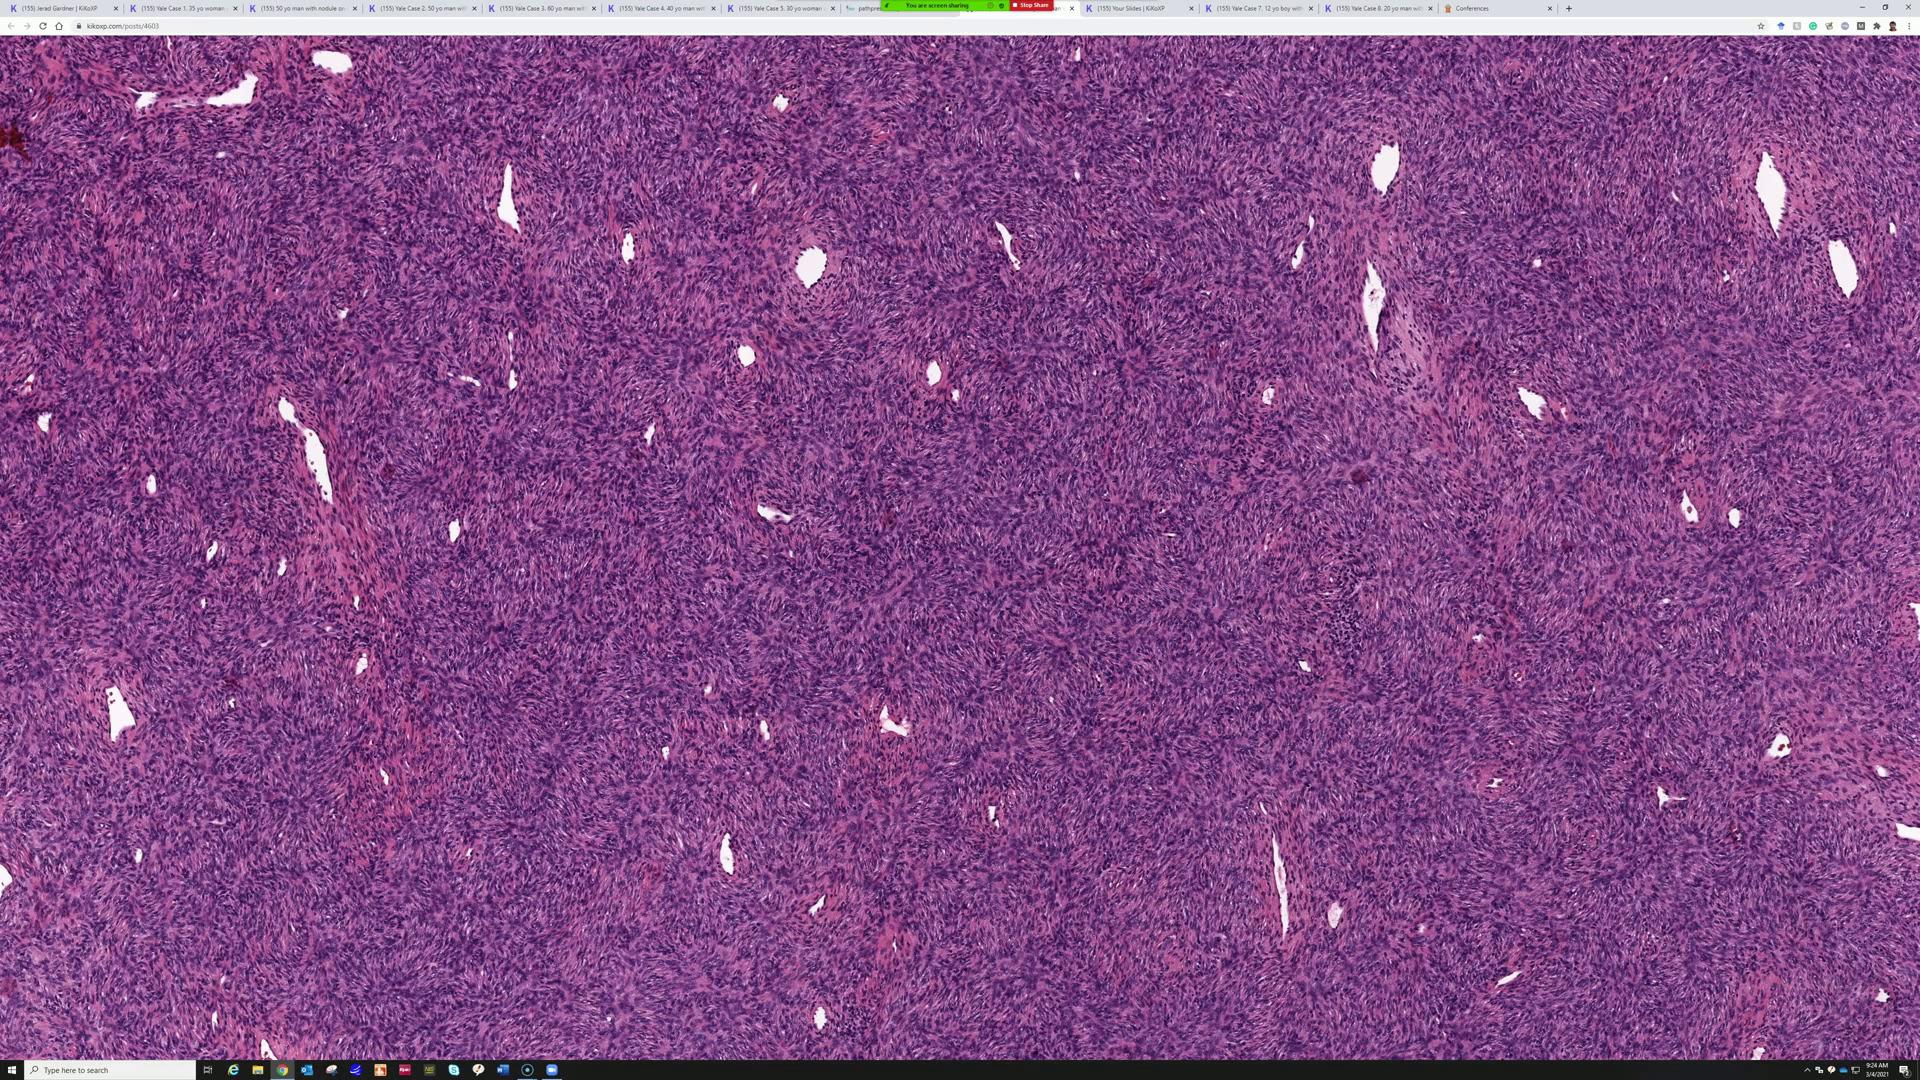 (155) Jerad Gardner | KiKoXP
(155) Yale Case 1. 35 yo woman
(155) 50 yo man with nodule on
(155) Yale Case 2. 50 yo man wit
(155) Yale Case 3. 60 yo man wit
(155) Yale Case 4. 40 yo man wit
(155) Yale Case 5. 30 yo woman
pathpres
You are screen sharing
Stop Share
(155) Your Slides | KiKoXP
(155) Yale Case 7. 12 yo boy with
(155) Yale Case 8. 20 yo man wit
Conferences
kikoxp.com/posts/4603
Type here to search
9:24 AM
3/4/2021